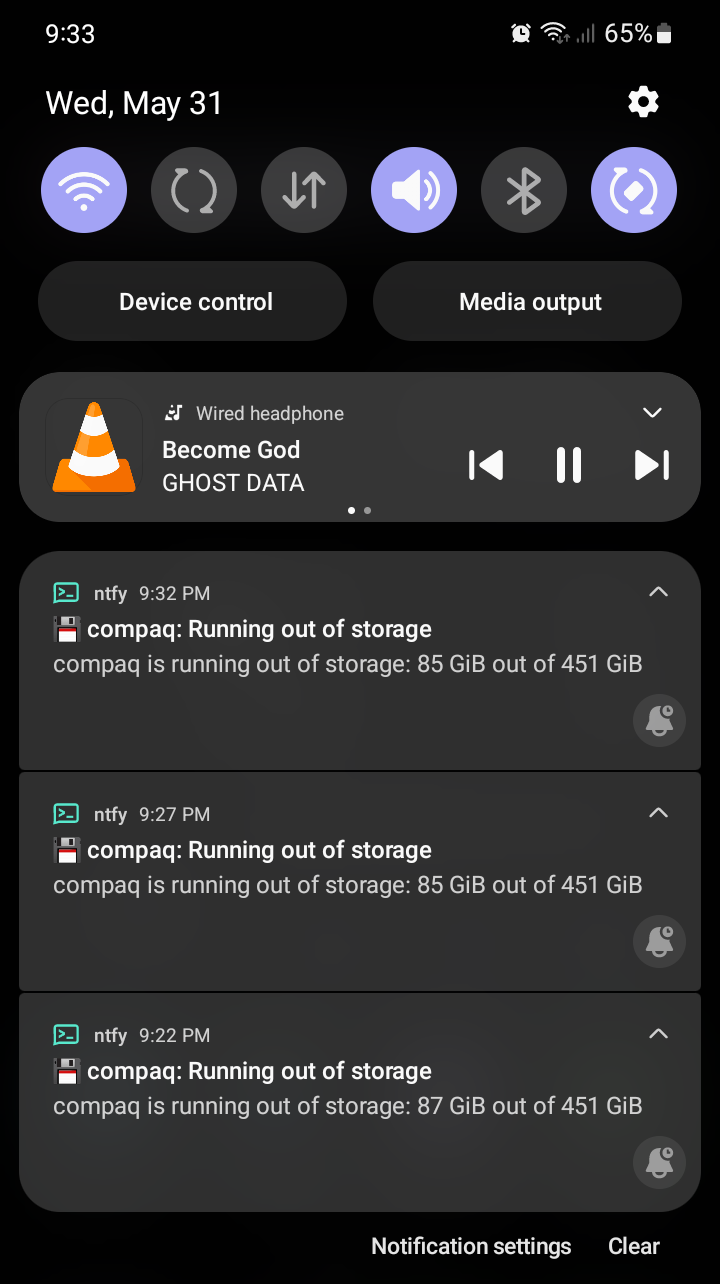 9:33
65%
Wed, May 31
Device control
Media output
Wired headphone
Become God
GHOST DATA
ntfy 9:32 PM
💾 compaq: Running out of storage
compaq is running out of storage: 85 GiB out of 451 GiB
ntfy 9:27 PM
💾 compaq: Running out of storage
compaq is running out of storage: 85 GiB out of 451 GiB
ntfy 9:22 PM
💾 compaq: Running out of storage
compaq is running out of storage: 87 GiB out of 451 GiB
Notification settings Clear